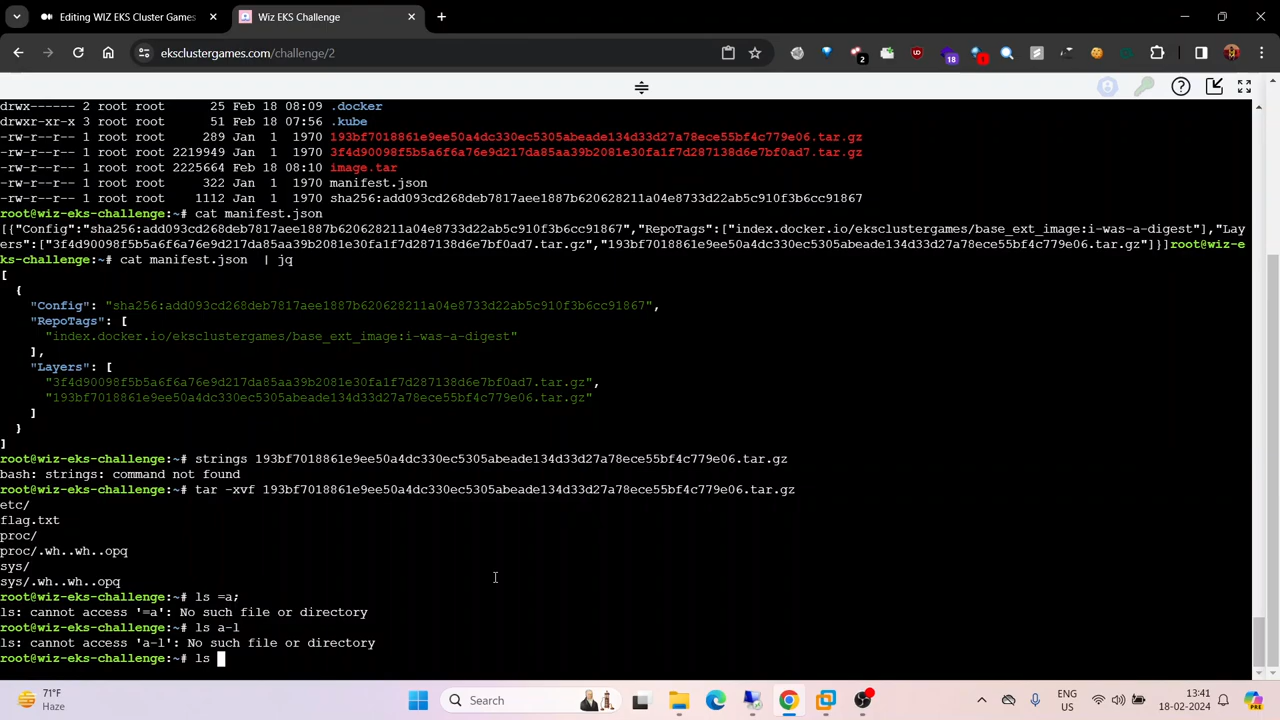 Editing WIZ EKS Cluster Games
Wiz EKS Challenge
eksclustergames.com/challenge/2
2
18
1
drwx------ 2 root root      25 Feb 18 08:09 .docker
drwxr-xr-x 3 root root      51 Feb 18 07:56 .kube
-rw-r--r-- 1 root root     289 Jan  1  1970 193bf7018861e9ee50a4dc330ec5305abeade134d33d27a78ece55bf4c779e06.tar.gz
-rw-r--r-- 1 root root 2219949 Jan  1  1970 3f4d90098f5b5a6f6a76e9d217da85aa39b2081e30fa1f7d287138d6e7bf0ad7.tar.gz
-rw-r--r-- 1 root root 2225664 Feb 18 08:10 image.tar
-rw-r--r-- 1 root root     322 Jan  1  1970 manifest.json
-rw-r--r-- 1 root root    1112 Jan  1  1970 sha256:add093cd268deb7817aee1887b620628211a04e8733d22ab5c910f3b6cc91867
root@wiz-eks-challenge:~# cat manifest.json
[{"Config":"sha256:add093cd268deb7817aee1887b620628211a04e8733d22ab5c910f3b6cc91867","RepoTags":["index.docker.io/eksclustergames/base_ext_image:i-was-a-digest"],"Lay
ers":["3f4d90098f5b5a6f6a76e9d217da85aa39b2081e30fa1f7d287138d6e7bf0ad7.tar.gz","193bf7018861e9ee50a4dc330ec5305abeade134d33d27a78ece55bf4c779e06.tar.gz"]}]root@wiz-e
ks-challenge:~# cat manifest.json  | jq
[
  {
    "Config": "sha256:add093cd268deb7817aee1887b620628211a04e8733d22ab5c910f3b6cc91867",
    "RepoTags": [
      "index.docker.io/eksclustergames/base_ext_image:i-was-a-digest"
    ],
    "Layers": [
      "3f4d90098f5b5a6f6a76e9d217da85aa39b2081e30fa1f7d287138d6e7bf0ad7.tar.gz",
      "193bf7018861e9ee50a4dc330ec5305abeade134d33d27a78ece55bf4c779e06.tar.gz"
    ]
  }
]
root@wiz-eks-challenge:~# strings 193bf7018861e9ee50a4dc330ec5305abeade134d33d27a78ece55bf4c779e06.tar.gz
bash: strings: command not found
root@wiz-eks-challenge:~# tar -xvf 193bf7018861e9ee50a4dc330ec5305abeade134d33d27a78ece55bf4c779e06.tar.gz
etc/
flag.txt
proc/
proc/.wh..wh..opq
sys/
sys/.wh..wh..opq
root@wiz-eks-challenge:~# ls =a;
ls: cannot access '=a': No such file or directory
root@wiz-eks-challenge:~# ls a-l
ls: cannot access 'a-l': No such file or directory
root@wiz-eks-challenge:~# ls
71°F
Haze
Search
ENG
US
13:41
18-02-2024
PRE